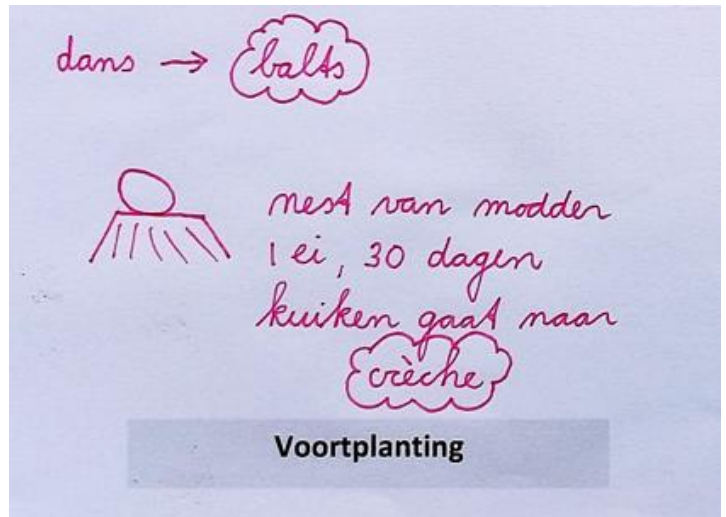 dans → balts
nest van modder
1 ei, 30 dagen
kuiken gaat naar
crèche
Voortplanting